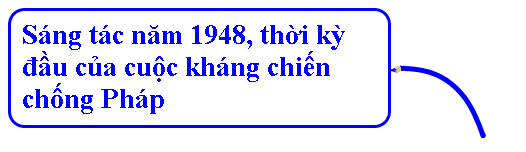 Sáng tác năm 1948, thời kỳ
đầu của cuộc kháng chiến
chống Pháp